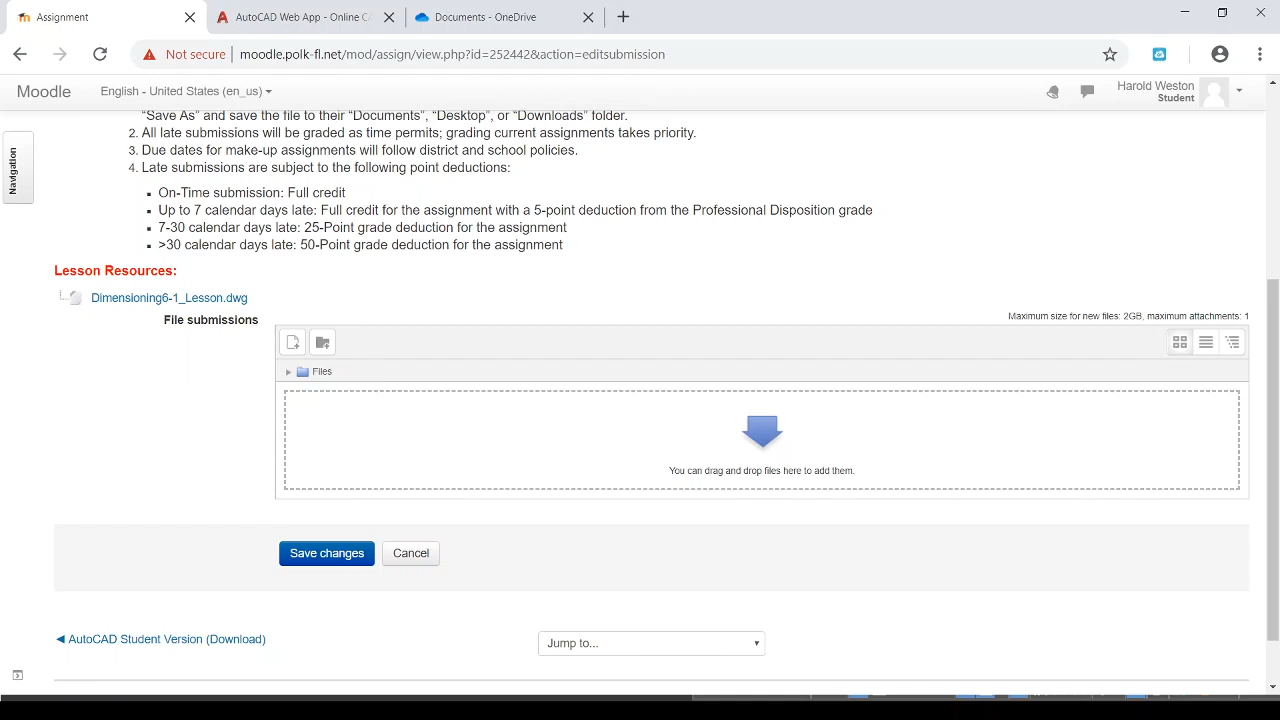 Assignment
AutoCAD Web App - Online CA
Documents - OneDrive
Not secure
moodle.polk-fl.net/mod/assign/view.php?id=252442&action=editsubmission
Moodle
English - United States (en_us)
Harold Weston
Student
Navigation
"Save As" and save the file to their "Documents", "Desktop", or "Downloads" folder.
2. All late submissions will be graded as time permits; grading current assignments takes priority.
3. Due dates for make-up assignments will follow district and school policies.
4. Late submissions are subject to the following point deductions:
On-Time submission: Full credit
Up to 7 calendar days late: Full credit for the assignment with a 5-point deduction from the Professional Disposition grade
7-30 calendar days late: 25-Point grade deduction for the assignment
>30 calendar days late: 50-Point grade deduction for the assignment
Lesson Resources:
Dimensioning6-1_Lesson.dwg
File submissions
Maximum size for new files: 2GB, maximum attachments: 1
Files
You can drag and drop files here to add them.
Save changes
Cancel
◄ AutoCAD Student Version (Download)
Jump to...